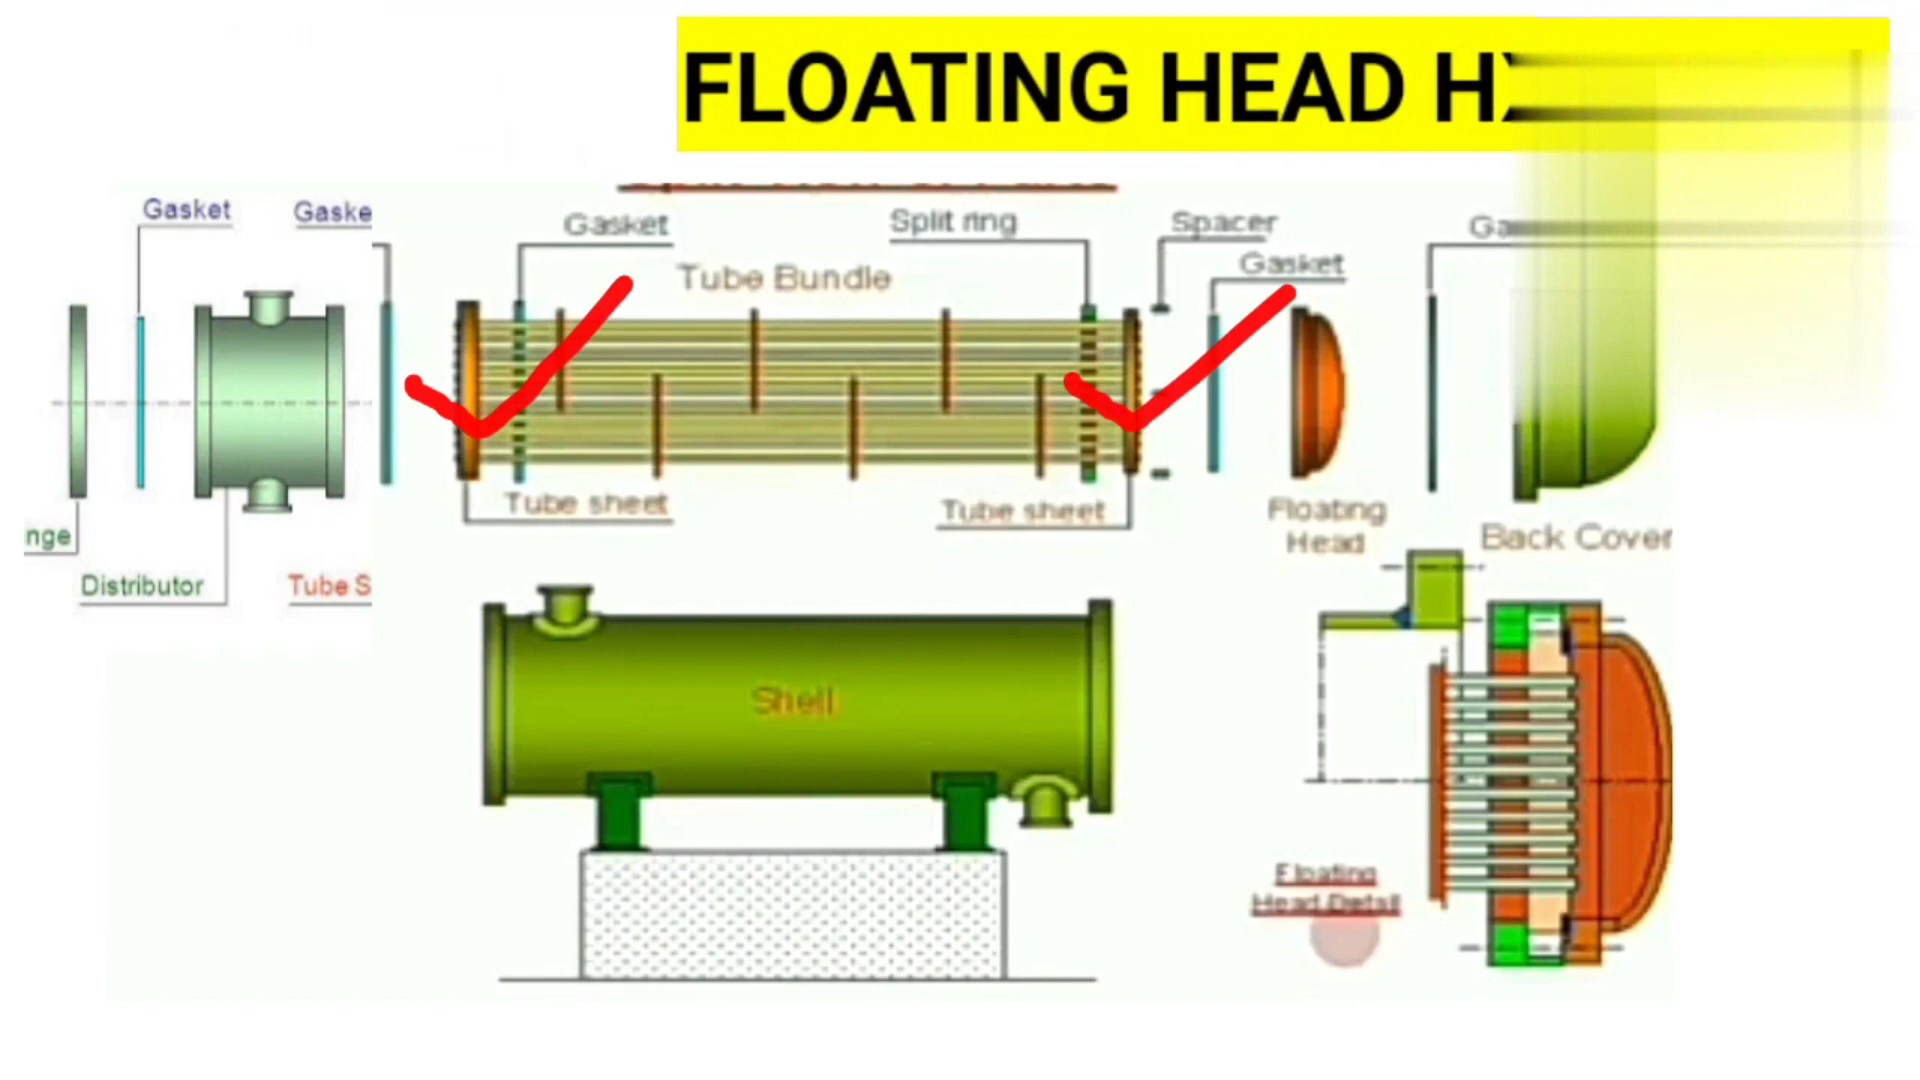 FLOATING HEAD
Gasket
Gaske
Gasket
Split ring
Spacer
Gasket
Ga
Tube Bundle
Tube sheet
Tube sheet
Floating
Head
Back Cover
nge
Distributor
Tube S
Shell
Floating
Head Detail